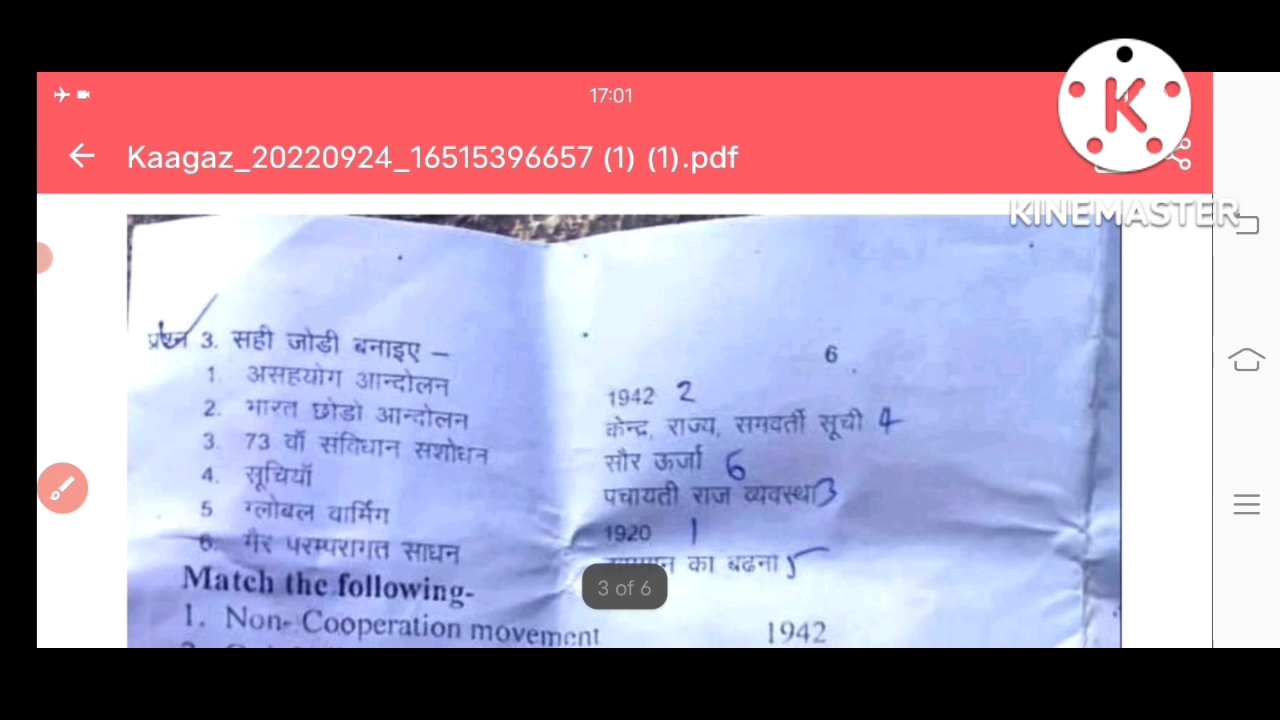 17:01
Kaagaz_20220924_16515396657 (1) (1).pdf
KINEMASTER
6
प्रश्न 3. सही जोडी बनाइए –
1. असहयोग आन्दोलन
1942 2
2. भारत छोडो आन्दोलन
केन्द्र, राज्य, समवर्ती सूची 4
3. 73 वॉ संविधान सशोधन
सौर ऊर्जा 6
4. सूचियॉ
पचायती राज व्यवस्था 3
5 ग्लोबल वार्मिग
1920 1
6. गैर परम्परागत साधन
का बढना 5
3 of 6
Match the following-
1. Non- Cooperation movement 1942